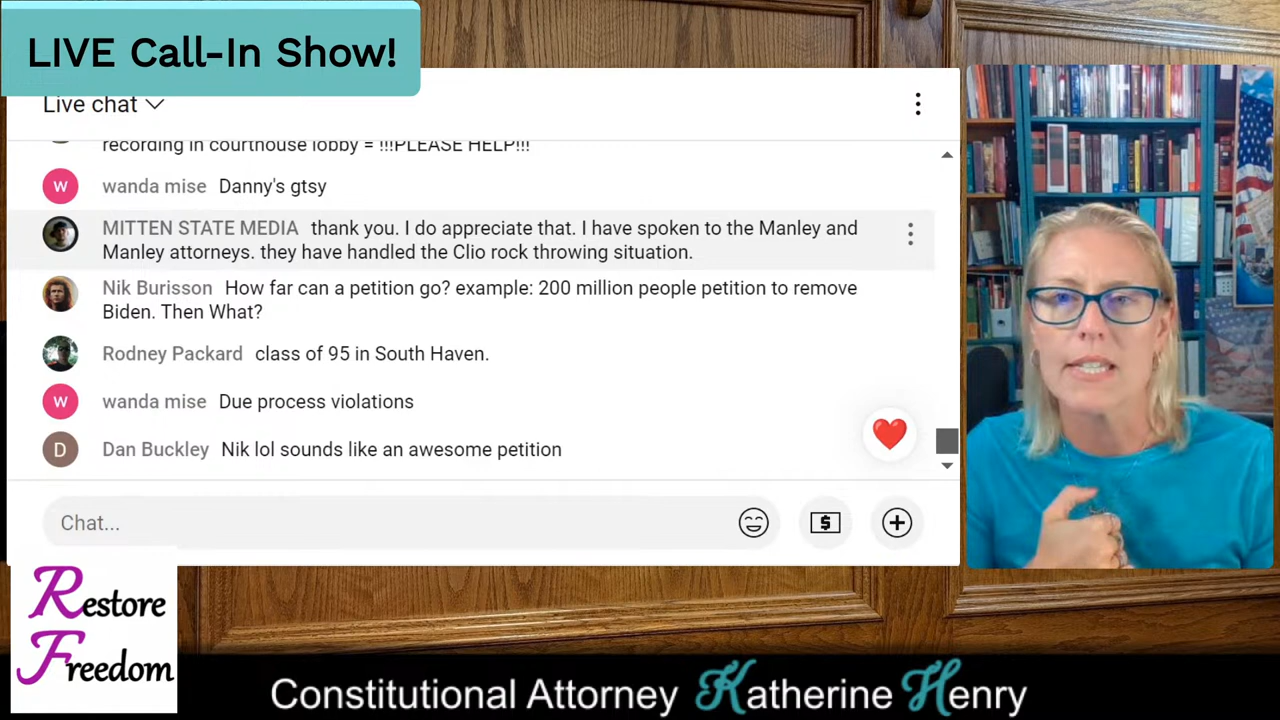 LIVE Call-In Show!
Live chat
recording in courthouse lobby = !!!PLEASE HELP!!!
W wanda mise Danny's gtsy
MITTEN STATE MEDIA thank you. I do appreciate that. I have spoken to the Manley and
Manley attorneys. they have handled the Clio rock throwing situation.
Nik Burisson How far can a petition go? example: 200 million people petition to remove
Biden. Then What?
Rodney Packard class of 95 in South Haven.
W wanda mise Due process violations
D Dan Buckley Nik lol sounds like an awesome petition
Chat...
$
Restore
Freedom
Constitutional Attorney Katherine Henry